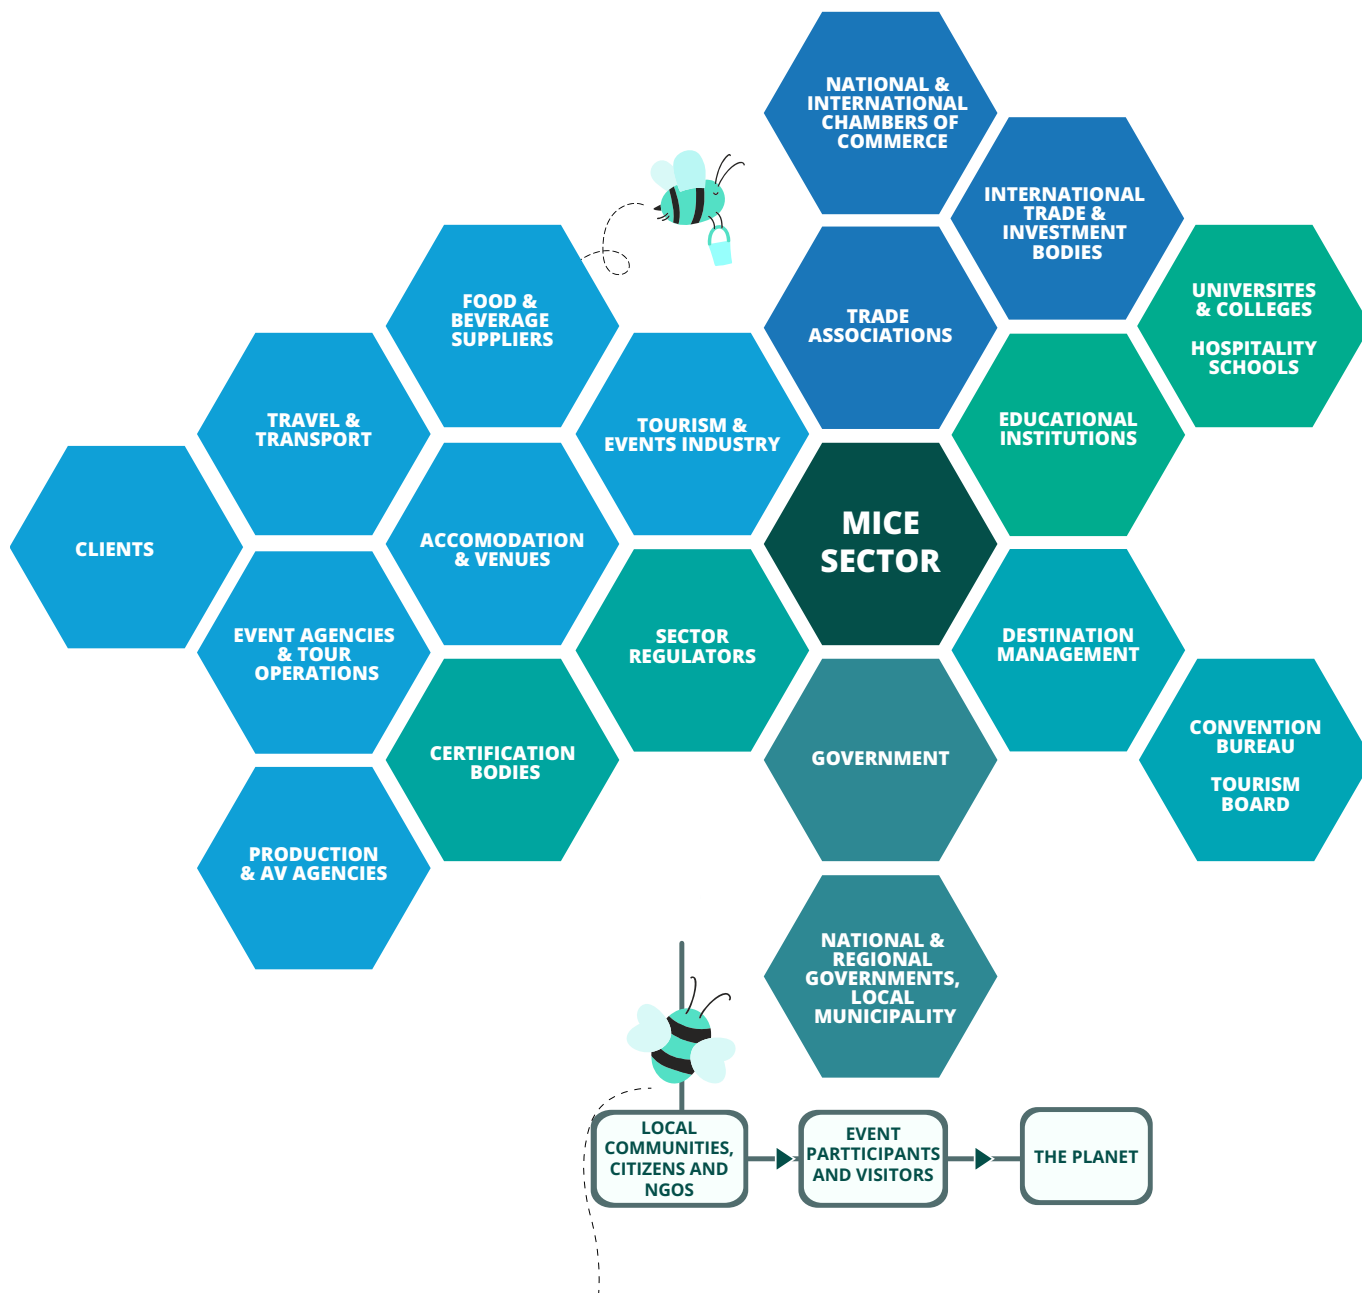 NATIONAL &
INTERNATIONAL
CHAMBERS OF
COMMERCE
INTERNATIONAL
TRADE &
INVESTMENT
BODIES
UNIVERSITES
& COLLEGES
HOSPITALITY
SCHOOLS
FOOD &
BEVERAGE
SUPPLIERS
TRADE
ASSOCIATIONS
TRAVEL &
TRANSPORT
TOURISM &
EVENTS INDUSTRY
EDUCATIONAL
INSTITUTIONS
CLIENTS
ACCOMODATION
& VENUES
MICE
SECTOR
EVENT AGENCIES
& TOUR
OPERATIONS
SECTOR
REGULATORS
DESTINATION
MANAGEMENT
CERTIFICATION
BODIES
GOVERNMENT
CONVENTION
BUREAU
TOURISM
BOARD
PRODUCTION
& AV AGENCIES
NATIONAL &
REGIONAL
GOVERNMENTS,
LOCAL
MUNICIPALITY
LOCAL
COMMUNITIES,
CITIZENS AND
NGOS
EVENT
PARTTICIPANTS
AND VISITORS
THE PLANET